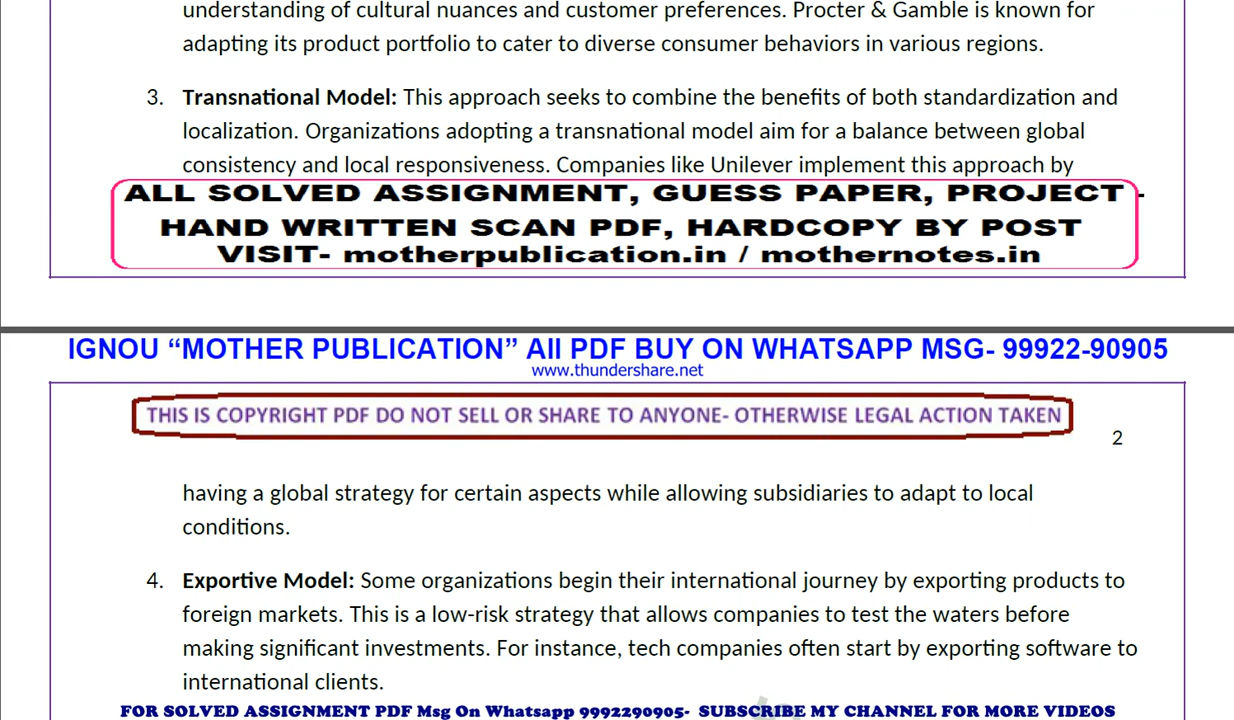 understanding of cultural nuances and customer preferences. Procter & Gamble is known for
adapting its product portfolio to cater to diverse consumer behaviors in various regions.
3. Transnational Model: This approach seeks to combine the benefits of both standardization and
localization. Organizations adopting a transnational model aim for a balance between global
consistency and local responsiveness. Companies like Unilever implement this approach by
ALL SOLVED ASSIGNMENT, GUESS PAPER, PROJECT -
HAND WRITTEN SCAN PDF, HARDCOPY BY POST
VISIT- motherpublication.in / mothernotes.in
IGNOU “MOTHER PUBLICATION” All PDF BUY ON WHATSAPP MSG- 99922-90905
www.thundershare.net
THIS IS COPYRIGHT PDF DO NOT SELL OR SHARE TO ANYONE- OTHERWISE LEGAL ACTION TAKEN
2
having a global strategy for certain aspects while allowing subsidiaries to adapt to local
conditions.
4. Exportive Model: Some organizations begin their international journey by exporting products to
foreign markets. This is a low-risk strategy that allows companies to test the waters before
making significant investments. For instance, tech companies often start by exporting software to
international clients.
FOR SOLVED ASSIGNMENT PDF Msg On Whatsapp 9992290905- SUBSCRIBE MY CHANNEL FOR MORE VIDEOS